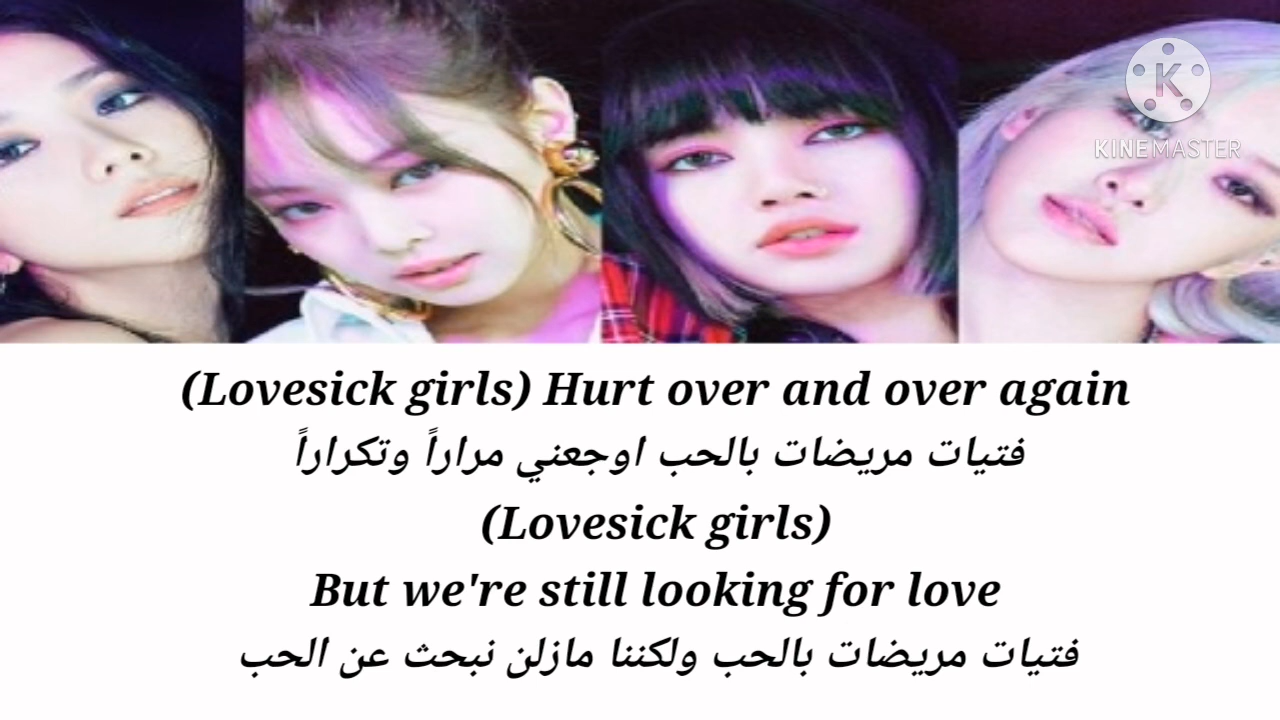 K
KINEMASTER
(Lovesick girls) Hurt over and over again
فتيات مريضات بالحب اوجعني مراراً وتكراراً
(Lovesick girls)
But we're still looking for love
فتيات مريضات بالحب ولكننا مازلن نبحث عن الحب